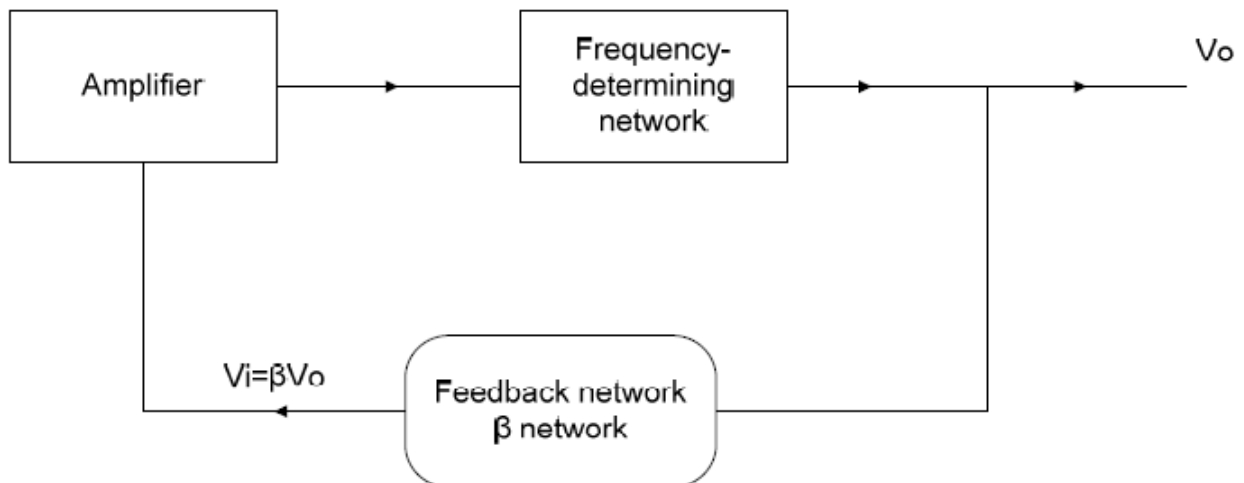 Amplifier
Frequency-
determining
network
Vo
Vi=βVo
Feedback network
β network